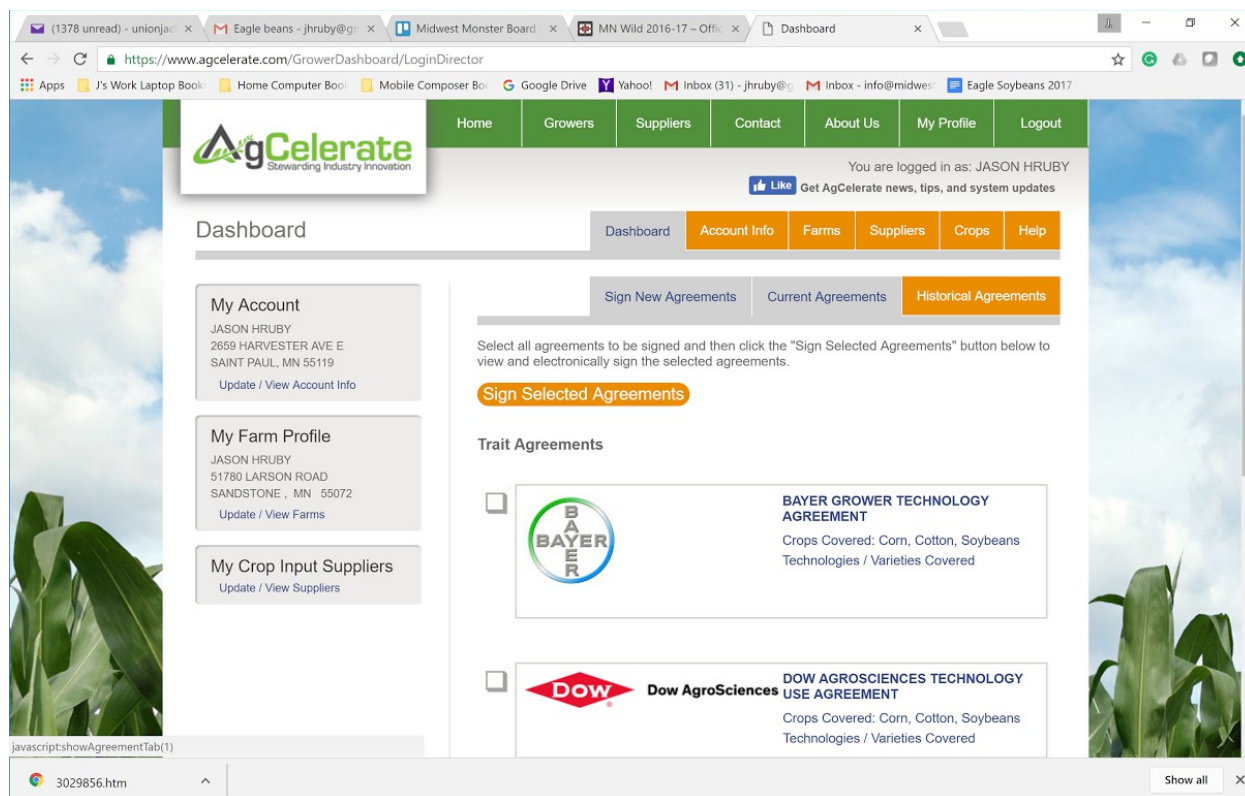 (1378 unread) - unionjac
Eagle beans - jhruby@gr
Midwest Monster Board
MN Wild 2016-17 – Offic
Dashboard
https://www.agcelerate.com/GrowerDashboard/LoginDirector
Apps J's Work Laptop Book Home Computer Boo Mobile Composer Bo Google Drive Yahoo! Inbox (31) - jhruby@g Inbox - info@midwes Eagle Soybeans 2017
AgCelerate
Stewarding Industry Innovation
Home Growers Suppliers Contact About Us My Profile Logout
You are logged in as: JASON HRUBY
Like Get AgCelerate news, tips, and system updates
Dashboard
Dashboard Account Info Farms Suppliers Crops Help
My Account
JASON HRUBY
2659 HARVESTER AVE E
SAINT PAUL, MN 55119
Update / View Account Info
My Farm Profile
JASON HRUBY
51780 LARSON ROAD
SANDSTONE , MN 55072
Update / View Farms
My Crop Input Suppliers
Update / View Suppliers
Sign New Agreements Current Agreements Historical Agreements
Select all agreements to be signed and then click the "Sign Selected Agreements" button below to
view and electronically sign the selected agreements.
Sign Selected Agreements
Trait Agreements
BAYER
BAYER
BAYER GROWER TECHNOLOGY
AGREEMENT
Crops Covered: Corn, Cotton, Soybeans
Technologies / Varieties Covered
Dow
Dow AgroSciences
DOW AGROSCIENCES TECHNOLOGY
USE AGREEMENT
Crops Covered: Corn, Cotton, Soybeans
Technologies / Varieties Covered
javascript:showAgreementTab(1)
3029856.htm
Show all